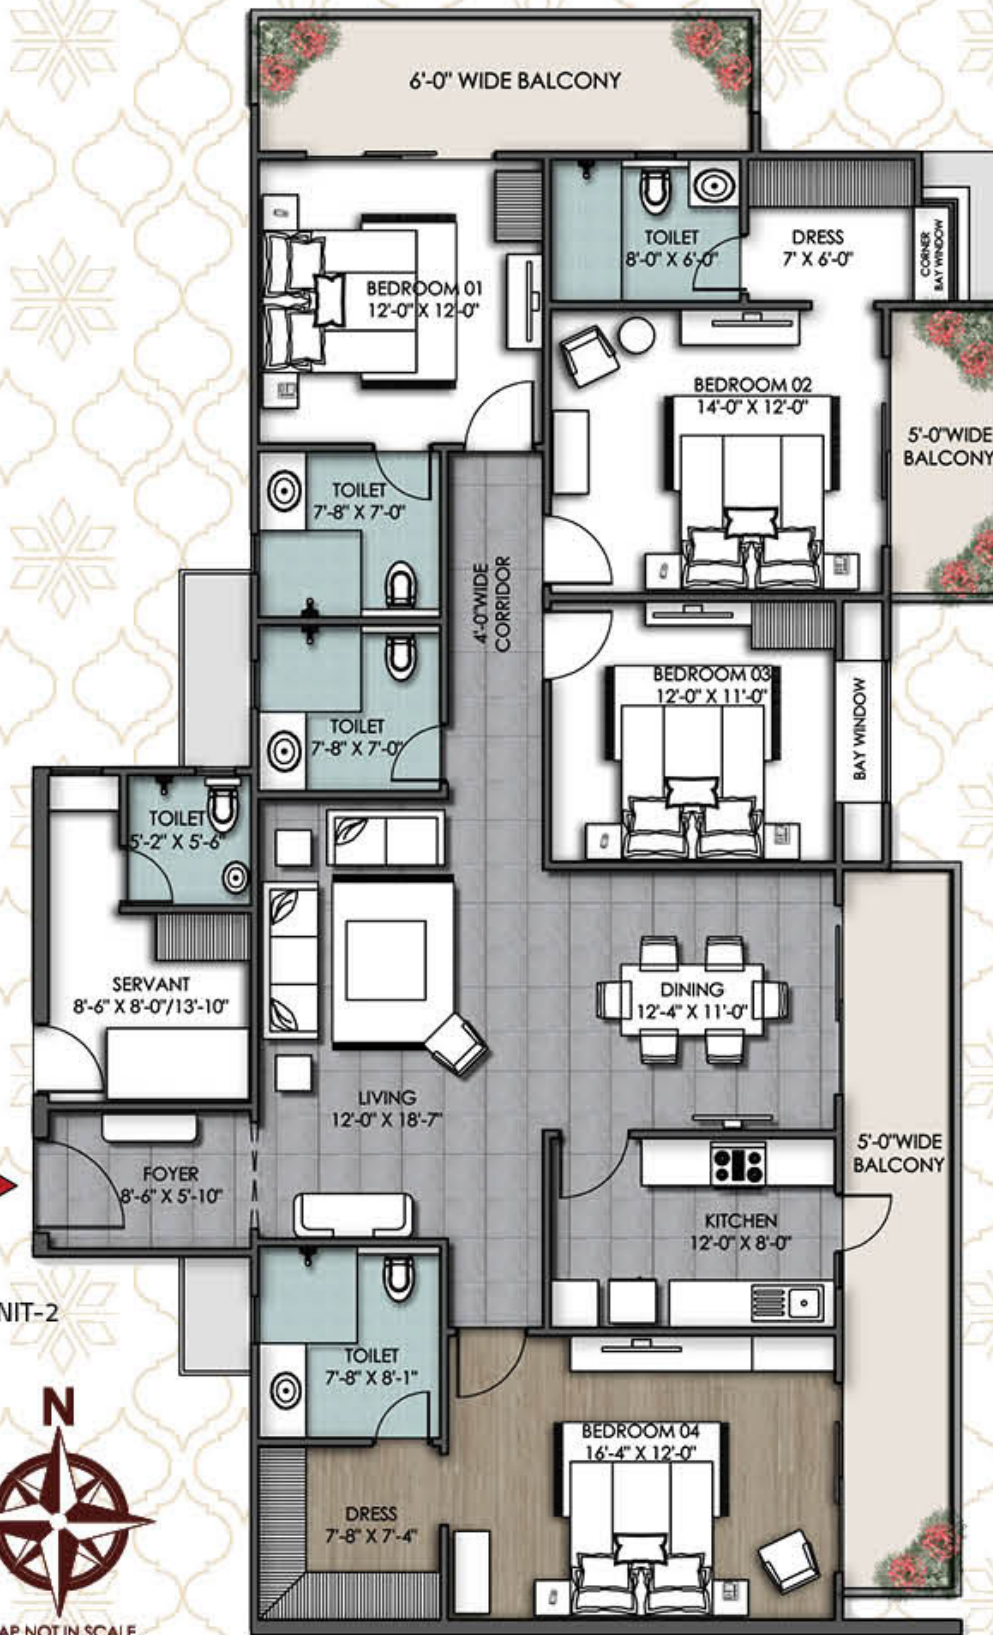 6'-0" WIDE BALCONY
TOILET
8'-0" X 6'-0"
DRESS
7' X 6'-0"
CORNER
BAY WINDOW
BEDROOM 01
12'-0" X 12'-0"
BEDROOM 02
14'-0" X 12'-0"
5'-0"WIDE
BALCONY
TOILET
7'-8" X 7'-0"
4'-0"WIDE
CORRIDOR
BEDROOM 03
12'-0" X 11'-0"
BAY WINDOW
TOILET
7'-8" X 7'-0"
TOILET
5'-2" X 5'-6"
SERVANT
8'-6" X 8'-0"/13'-10"
DINING
12'-4" X 11'-0"
LIVING
12'-0" X 18'-7"
5'-0"WIDE
BALCONY
FOYER
8'-6" X 5'-10"
KITCHEN
12'-0" X 8'-0"
NIT-2
TOILET
7'-8" X 8'-1"
N
BEDROOM 04
16'-4" X 12'-0"
DRESS
7'-8" X 7'-4"
AP NOT IN SCALE